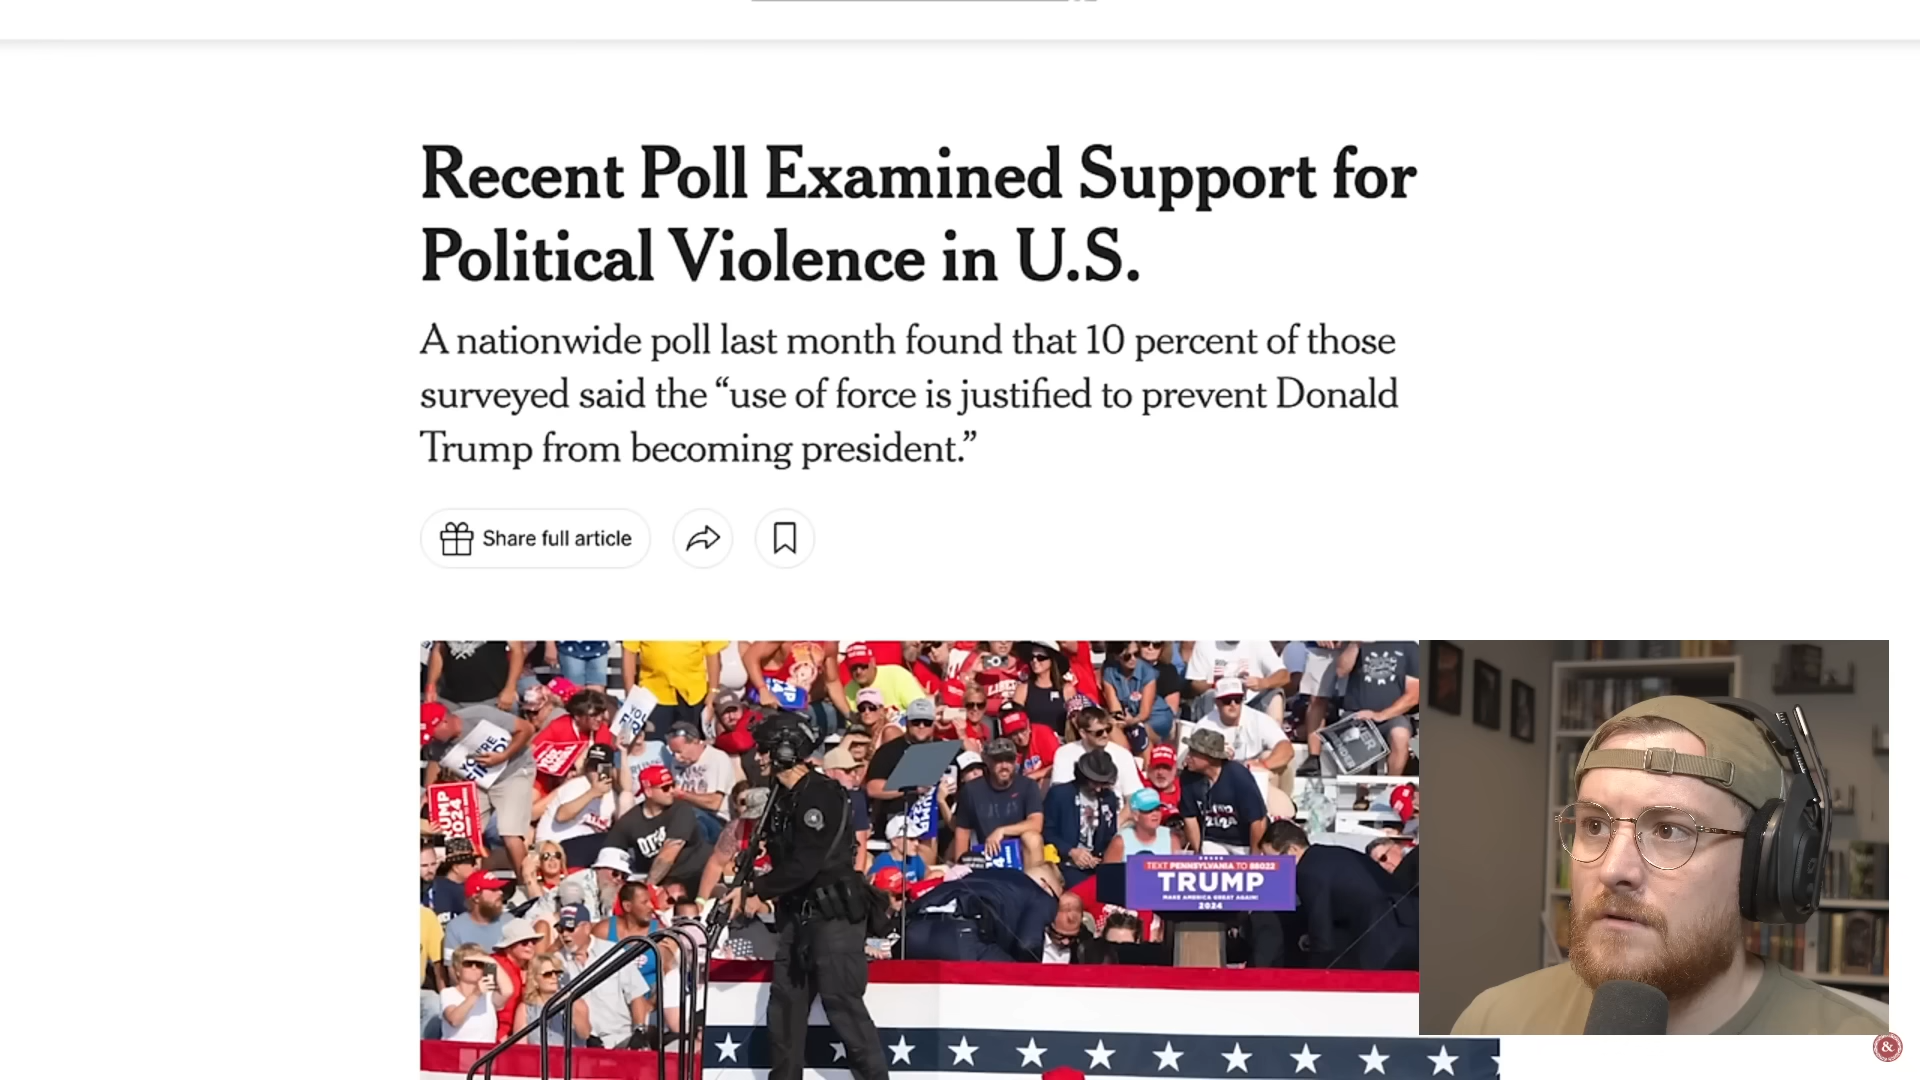 Recent Poll Examined Support for
Political Violence in U.S.
A nationwide poll last month found that 10 percent of those
surveyed said the “use of force is justified to prevent Donald
Trump from becoming president.”
Share full article
TRUMP
2024
TEXT PENNSYLVANIA TO 88022
TRUMP
MAKE AMERICA GREAT AGAIN!
2024
&